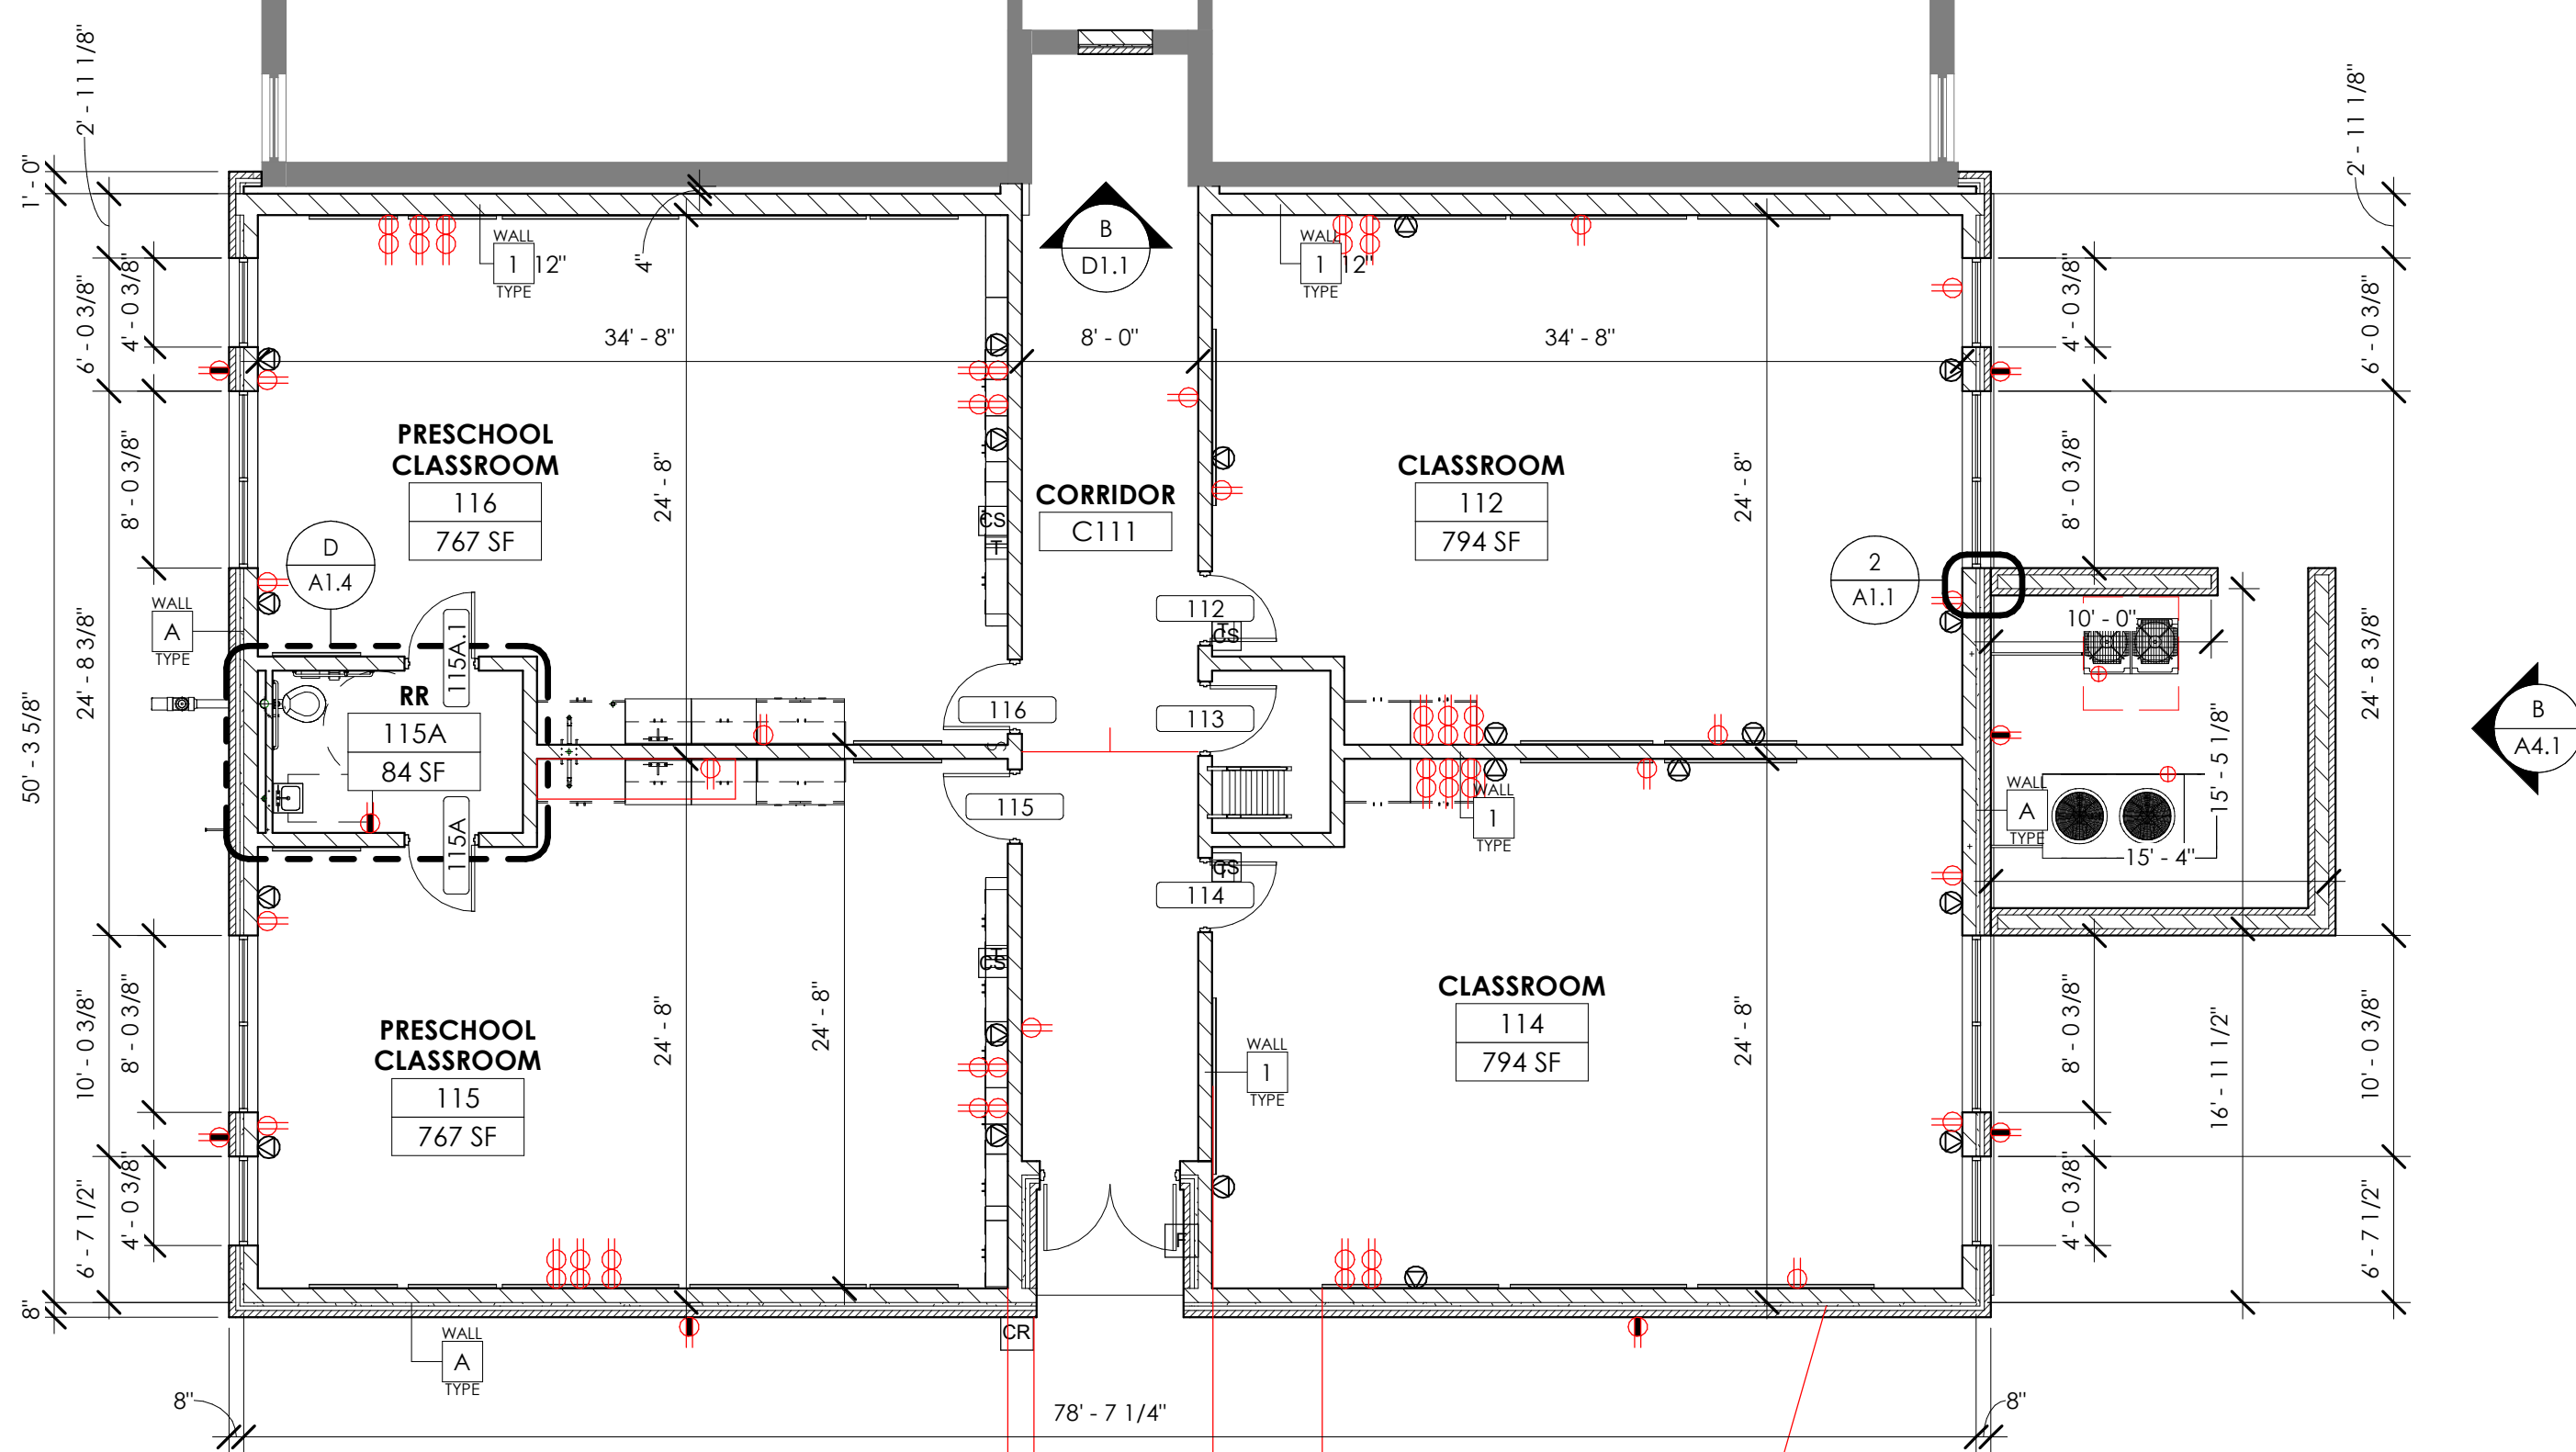 2' - 11 1/8"
2' - 11 1/8"
1' - 0"
B
D1.1
WALL
1
12"
TYPE
4"
WALL
1
12"
TYPE
6' - 0 3/8"
4' - 0 3/8"
34' - 8"
8' - 0"
34' - 8"
4' - 0 3/8"
6' - 0 3/8"
PRESCHOOL
CLASSROOM
116
767 SF
24' - 8"
CORRIDOR
C111
CLASSROOM
112
794 SF
24' - 8"
8' - 0 3/8"
8' - 0 3/8"
CS
T
D
A1.4
2
A1.1
WALL
A
TYPE
112
T
CS
10' - 0"
24' - 8 3/8"
115A.1
RR
115A
84 SF
116
113
S
24' - 8 3/8"
B
A4.1
50' - 3 5/8"
115
WALL
1
TYPE
WALL
A
TYPE
15' - 5 1/8"
15' - 4"
115A
CS
T
114
T
CS
PRESCHOOL
CLASSROOM
115
767 SF
24' - 8"
24' - 8"
CLASSROOM
114
794 SF
24' - 8"
10' - 0 3/8"
8' - 0 3/8"
8' - 0 3/8"
16' - 11 1/2"
10' - 0 3/8"
WALL
1
TYPE
6' - 7 1/2"
4' - 0 3/8"
F
4' - 0 3/8"
6' - 7 1/2"
8"
WALL
A
TYPE
CR
8"
78' - 7 1/4"
8"